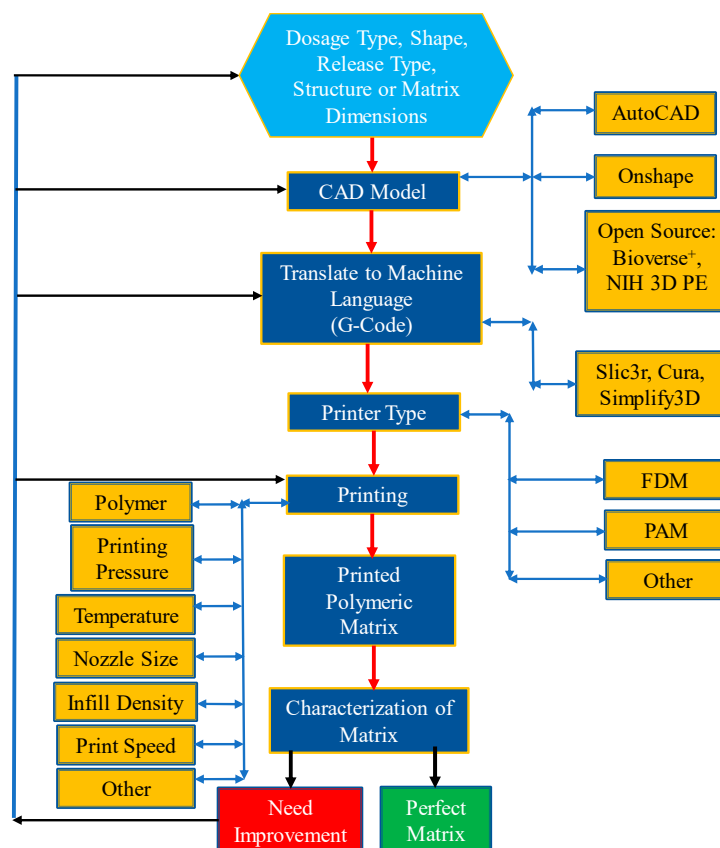 Dosage Type, Shape,
Release Type,
Structure or Matrix
Dimensions
AutoCAD
CAD Model
Onshape
Open Source:
Bioverse⁺,
NIH 3D PE
Translate to Machine
Language
(G-Code)
Slic3r, Cura,
Simplify3D
Printer Type
FDM
PAM
Other
Printing
Polymer
Printing
Pressure
Temperature
Nozzle Size
Infill Density
Print Speed
Other
Printed
Polymeric
Matrix
Characterization of
Matrix
Need
Improvement
Perfect
Matrix